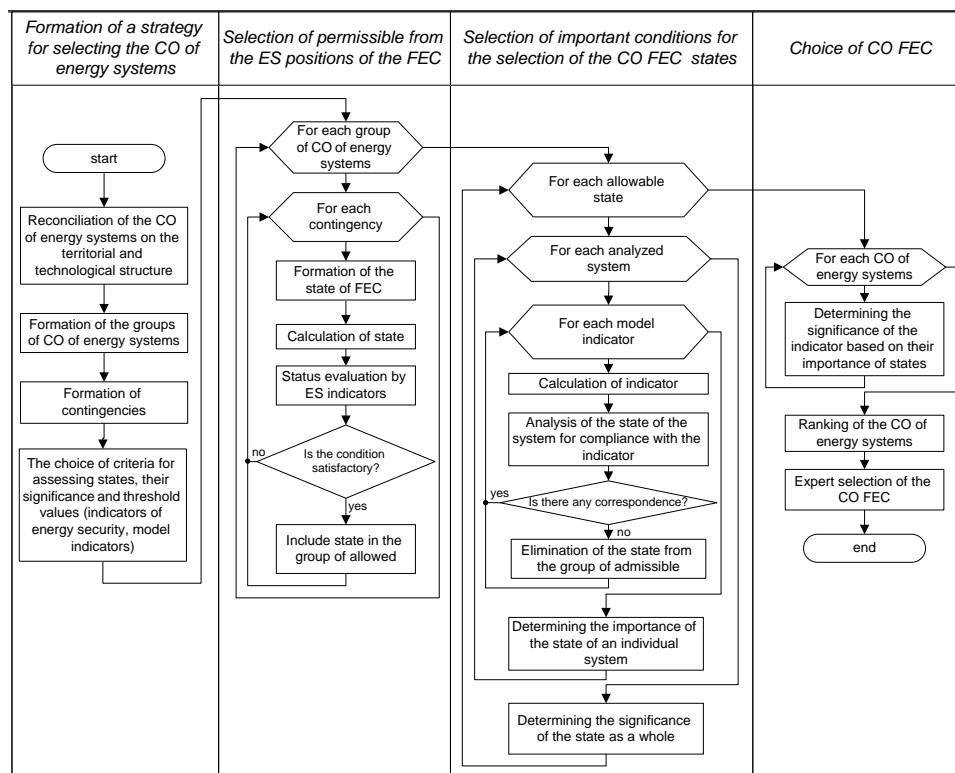 Formation of a strategy
for selecting the CO of
energy systems
Selection of permissible from
the ES positions of the FEC
Selection of important conditions for
the selection of the CO FEC states
Choice of CO FEC
start
Reconciliation of the CO
of energy systems on the
territorial and
technological structure
Formation of the groups
of CO of energy systems
Formation of
contingencies
The choice of criteria for
assessing states, their
significance and threshold
values (indicators of
energy security, model
indicators)
For each group
of CO of energy
systems
For each
contingency
Formation of the
state of FEC
Calculation of state
Status evaluation by
ES indicators
no
Is the condition
satisfactory?
yes
Include state in the
group of allowed
For each allowable
state
For each analyzed
system
For each model
indicator
Calculation of indicator
Analysis of the state of the
system for compliance with the
indicator
yes
Is there any correspondence?
no
Elimination of the state from
the group of admissible
Determining the importance of
the state of an individual
system
Determining the significance
of the state as a whole
For each CO of
energy systems
Determining the
significance of the
indicator based on their
importance of states
Ranking of the CO of
energy systems
Expert selection of the
CO FEC
end